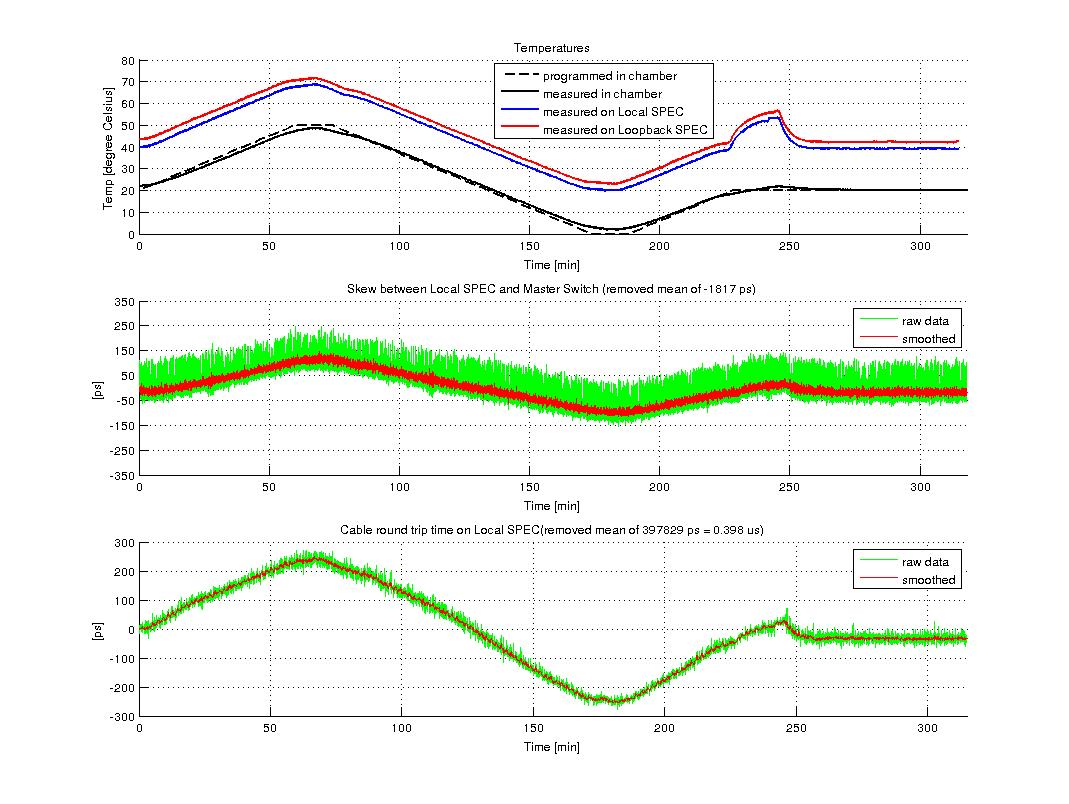 Temperatures
80
70
60
50
40
30
20
10
0
Temp [degree Celsius]
programmed in chamber
measured in chamber
measured on Local SPEC
measured on Loopback SPEC
0 50 100 150 200 250 300
Time [min]
Skew between Local SPEC and Master Switch (removed mean of -1817 ps)
350
250
150
50
-50
-150
-250
-350
[ps]
raw data
smoothed
0 50 100 150 200 250 300
Time [min]
Cable round trip time on Local SPEC(removed mean of 397829 ps = 0.398 us)
300
200
100
0
-100
-200
-300
[ps]
raw data
smoothed
0 50 100 150 200 250 300
Time [min]